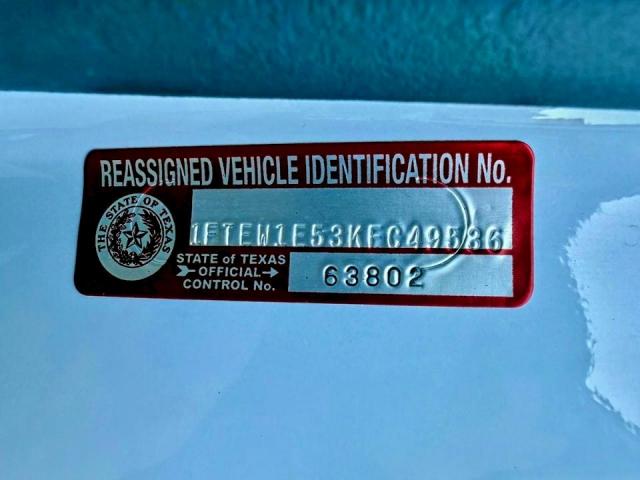 REASSIGNED VEHICLE IDENTIFICATION No.
1FTEW1E53KFC49586
THE STATE OF TEXAS
STATE of TEXAS
OFFICIAL
CONTROL No.
63802